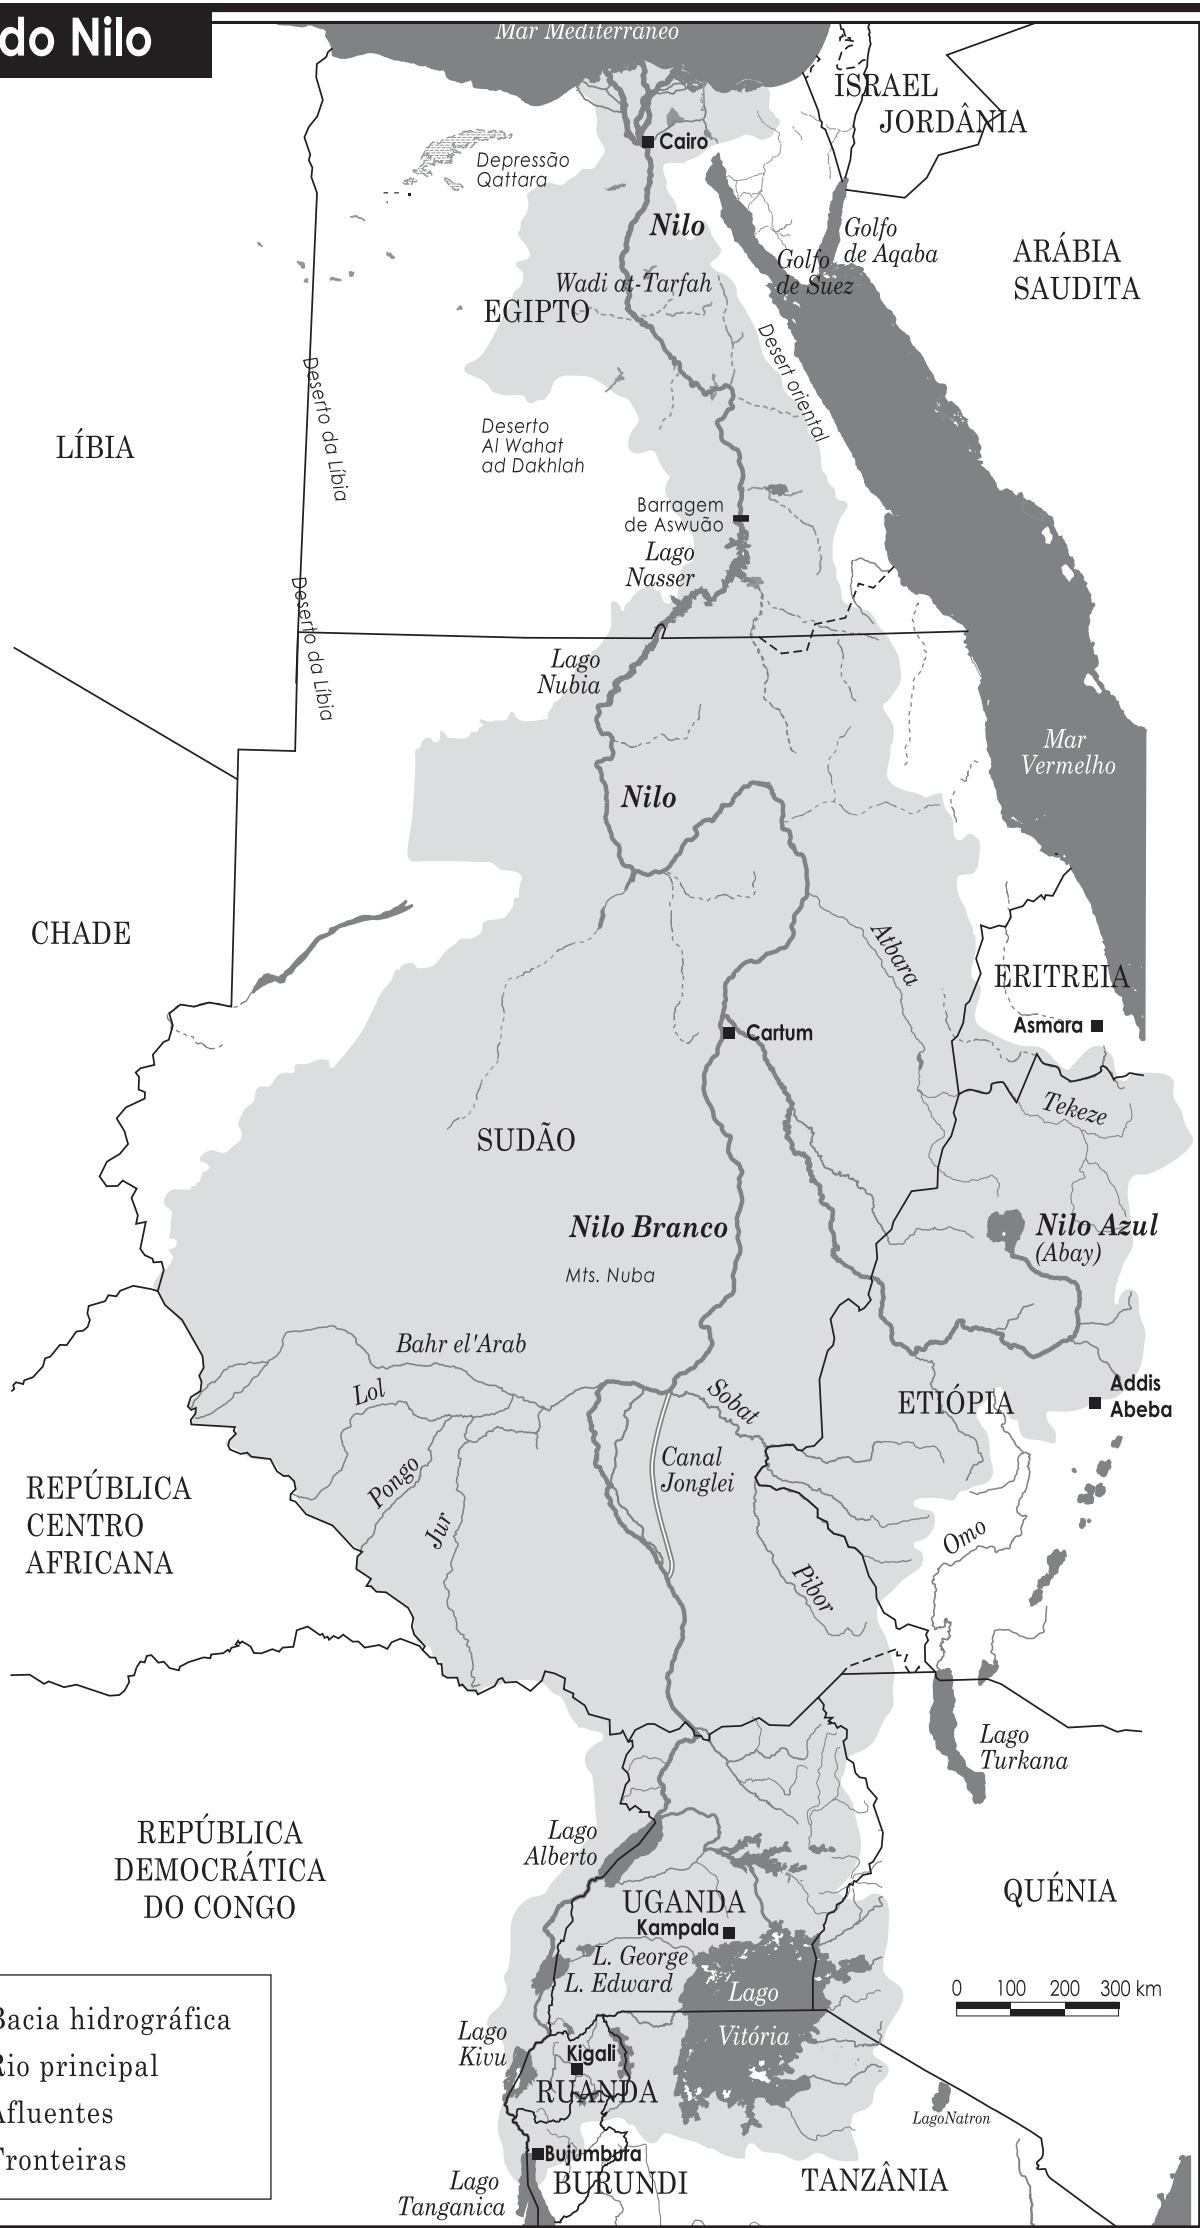 do Nilo
Mar Mediterrâneo
ISRAEL
JORDÂNIA
Cairo
Depressão
Qattara
Nilo
Golfo
de Aqaba
Golfo
de Suez
ARÁBIA
SAUDITA
Wadi at-Tarfah
EGIPTO
Desert oriental
Deserto da Líbia
LÍBIA
Deserto
Al Wahat
ad Dakhlah
Barragem
de Aswuão
Lago
Nasser
Deserto da Líbia
Lago
Nubia
Mar
Vermelho
Nilo
CHADE
Atbara
ERITREIA
Asmara
Cartum
Tekeze
SUDÃO
Nilo Branco
Nilo Azul
(Abay)
Mts. Nuba
Bahr el'Arab
Lol
Sobat
ETIÓPIA
Addis
Abeba
Canal
Jonglei
Pongo
Jur
REPÚBLICA
CENTRO
AFRICANA
Omo
Pibor
Lago
Turkana
REPÚBLICA
DEMOCRÁTICA
DO CONGO
Lago
Alberto
UGANDA
Kampala
QUÉNIA
L. George
L. Edward
Lago
Vitória
0 100 200 300 km
Bacia hidrográfica
Rio principal
Afluentes
Fronteiras
Lago
Kivu
Kigali
RUANDA
LagoNatron
Bujumbura
BURUNDI
TANZÂNIA
Lago
Tanganica